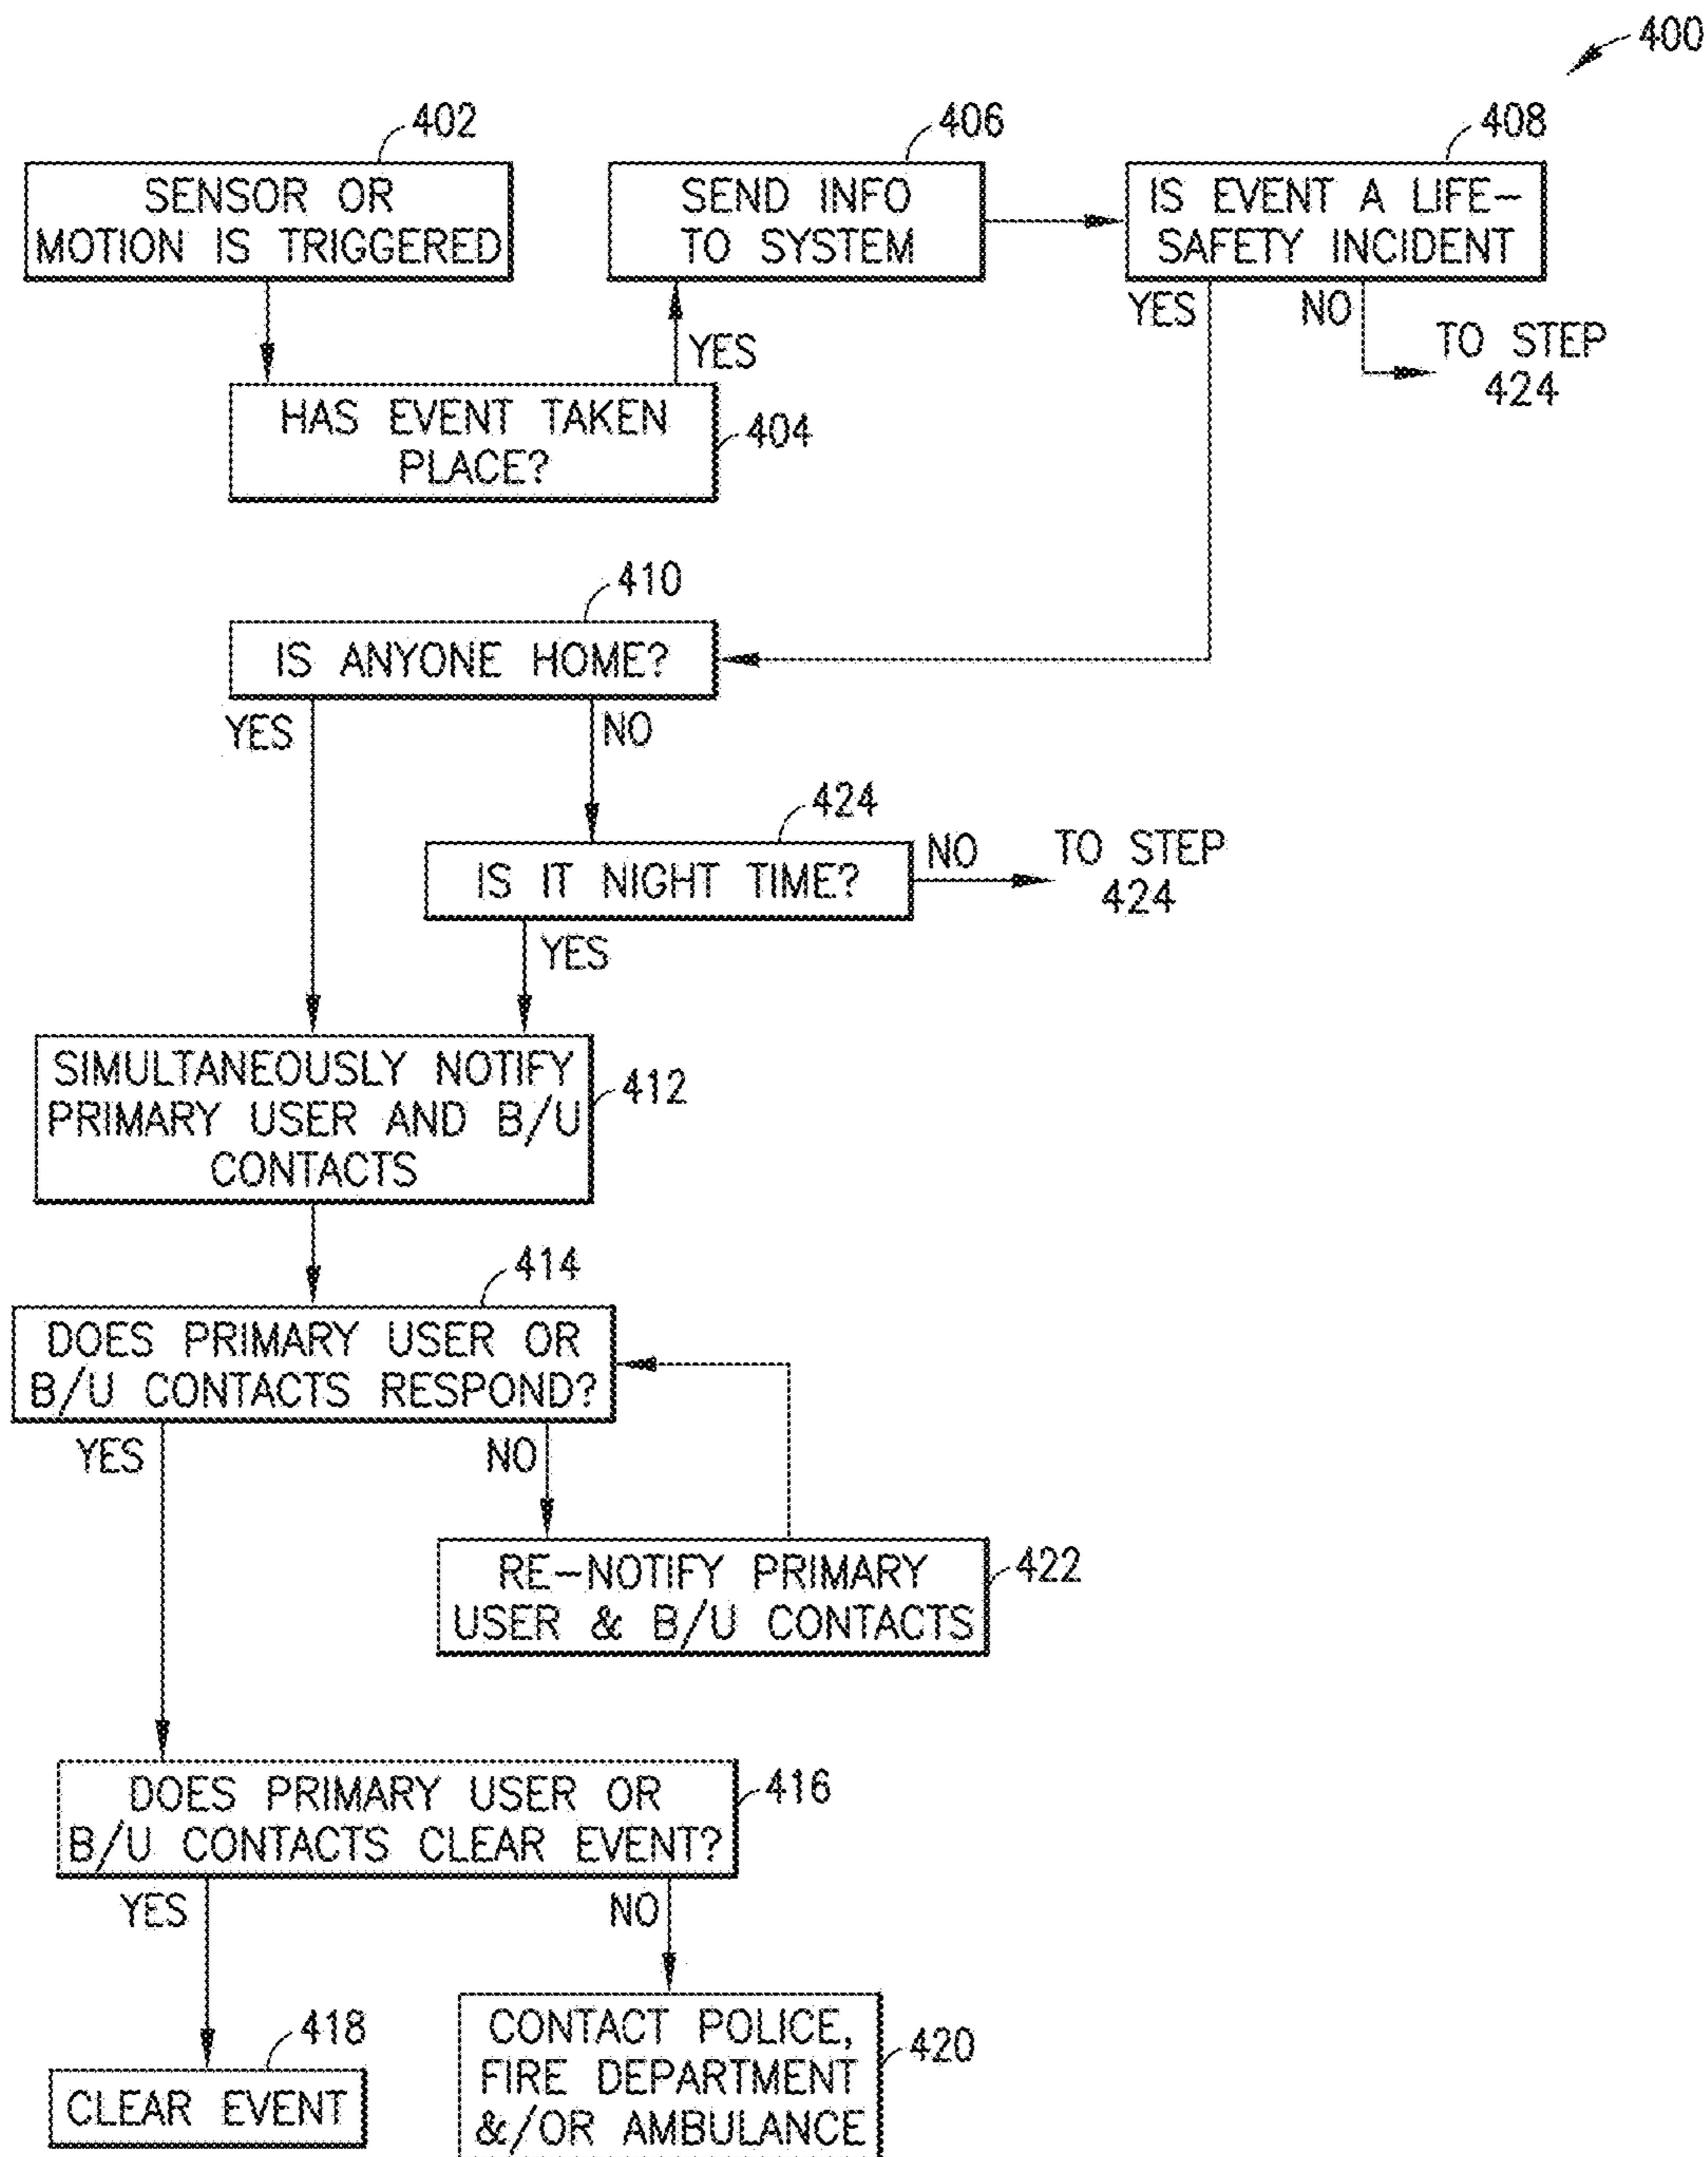 400
402
SENSOR OR
MOTION IS TRIGGERED
406
SEND INFO
TO SYSTEM
408
IS EVENT A LIFE-
SAFETY INCIDENT
YES
NO
TO STEP
424
YES
HAS EVENT TAKEN
PLACE?
404
410
IS ANYONE HOME?
YES
NO
424
IS IT NIGHT TIME?
NO
TO STEP
424
YES
SIMULTANEOUSLY NOTIFY
PRIMARY USER AND B/U
CONTACTS
412
414
DOES PRIMARY USER OR
B/U CONTACTS RESPOND?
YES
NO
RE-NOTIFY PRIMARY
USER & B/U CONTACTS
422
DOES PRIMARY USER OR
B/U CONTACTS CLEAR EVENT?
416
YES
NO
418
CLEAR EVENT
CONTACT POLICE,
FIRE DEPARTMENT
&/OR AMBULANCE
420